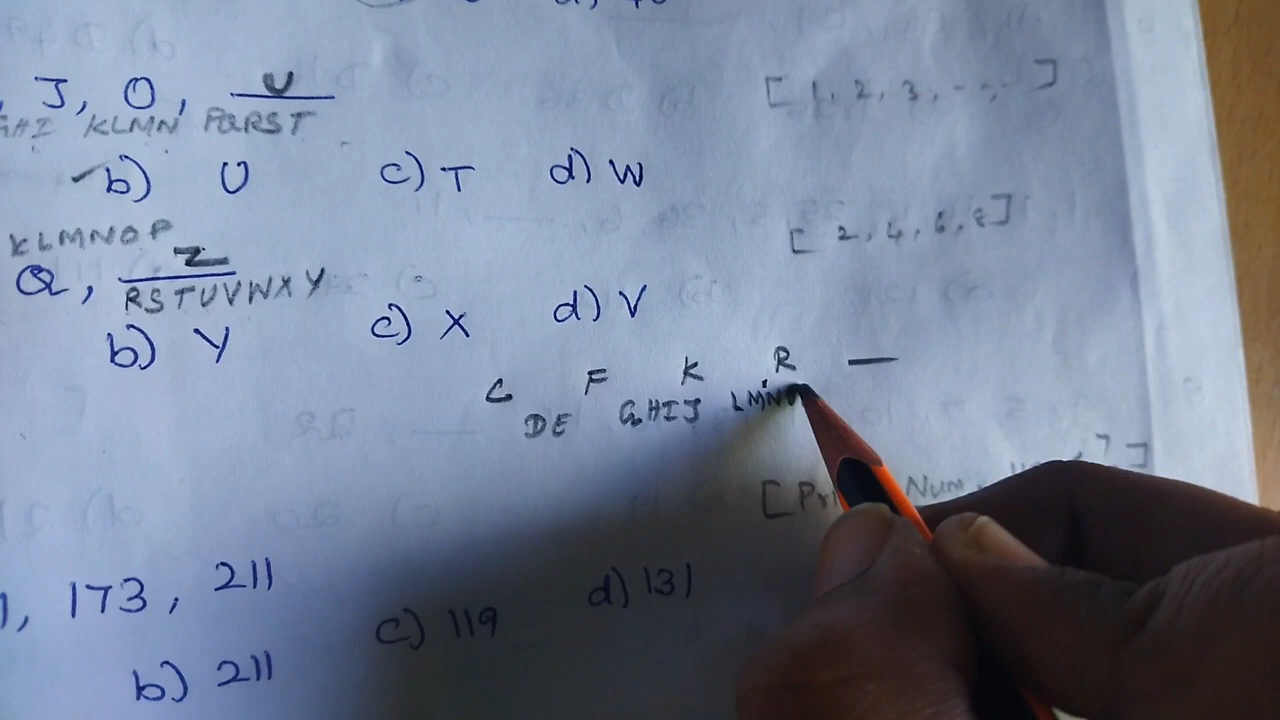 , J, O, U
GHI KLMN PQRST
[1, 2, 3, - , - ]
b) U c) T d) W
KLMNOP
[2, 4, 6, 8]
Q, Z
RSTUVWXY
b) Y c) X d) V
C F K R —
DE GHIJ LMNO
Num
, 173, 211
c) 119 d) 131
b) 211